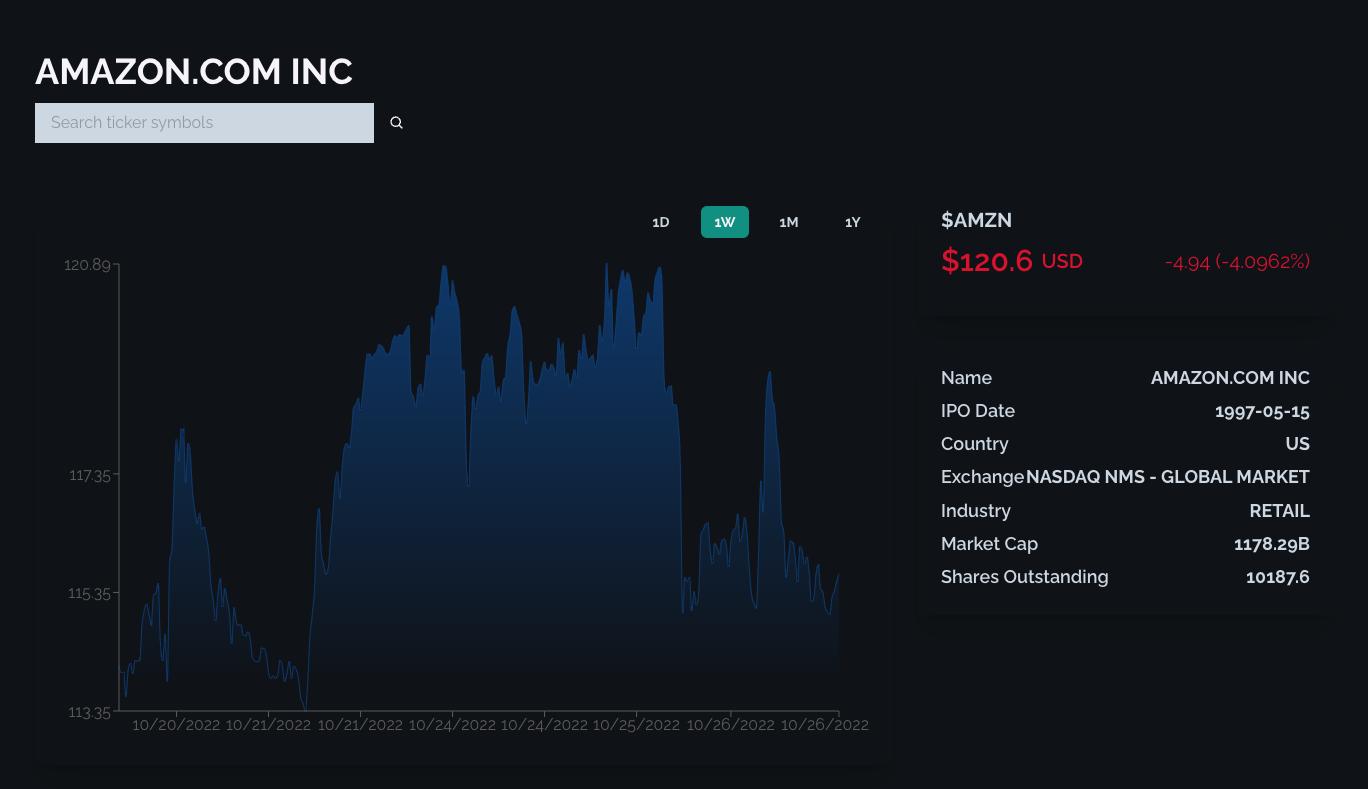 AMAZON.COM INC
Search ticker symbols
1D 1W 1M 1Y
120.89
117.35
115.35
113.35
10/20/2022 10/21/2022 10/21/2022 10/24/2022 10/24/2022 10/25/2022 10/26/2022 10/26/2022
$AMZN
$120.6 USD -4.94 (-4.0962%)
Name AMAZON.COM INC
IPO Date 1997-05-15
Country US
Exchange NASDAQ NMS - GLOBAL MARKET
Industry RETAIL
Market Cap 1178.29B
Shares Outstanding 10187.6